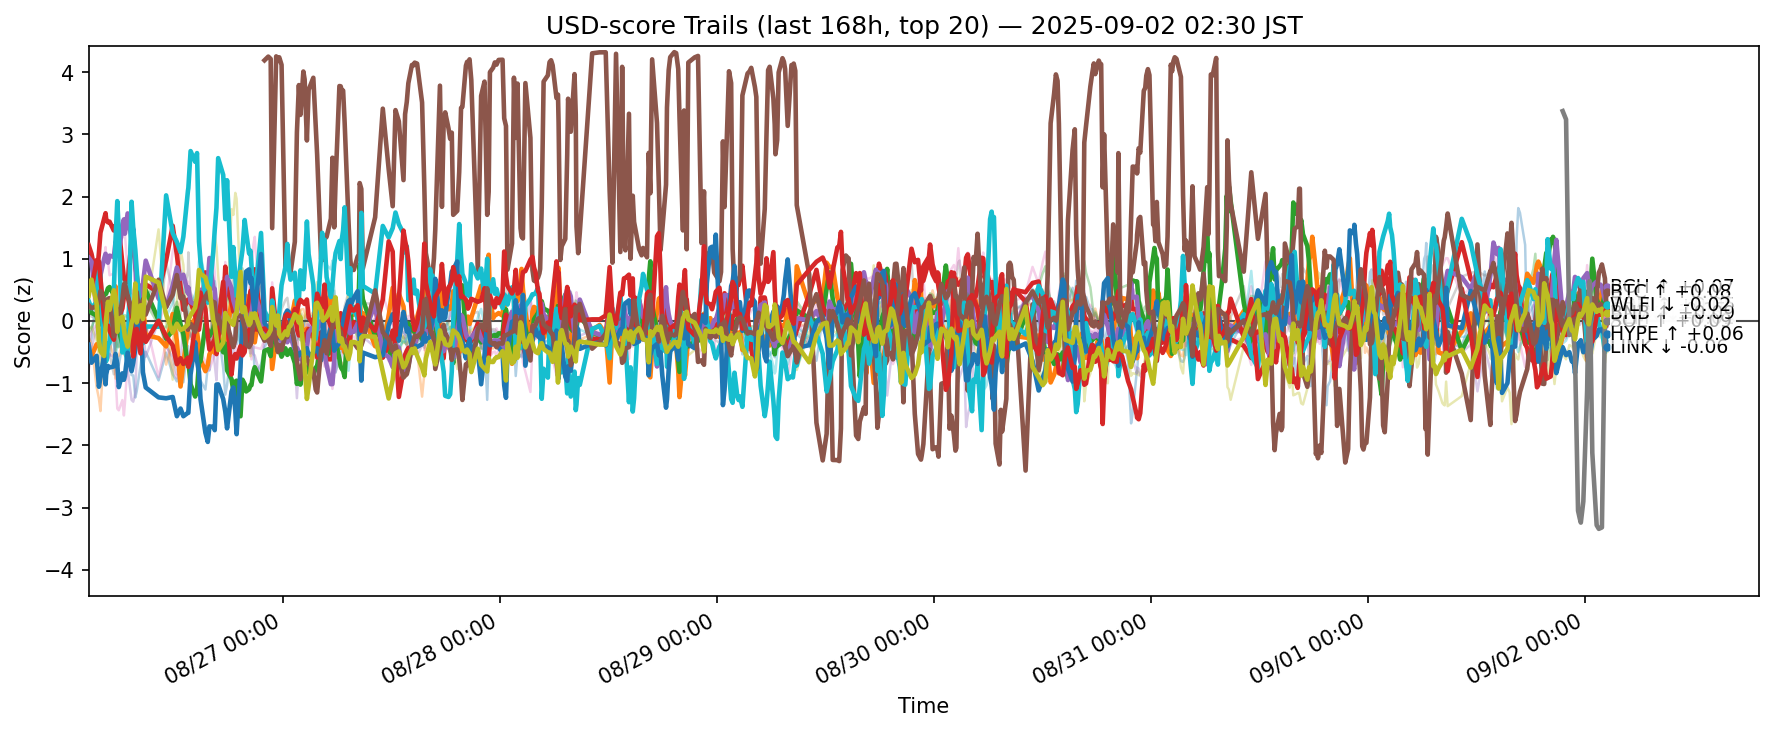 USD-score Trails (last 168h, top 20) — 2025-09-02 02:30 JST
Score (z)
4
3
2
1
0
−1
−2
−3
−4
BCH ↑ +0.07
WLFI ↓ -0.02
HYPE ↑ +0.06
LINK ↓ -0.06
08/27 00:00
08/28 00:00
08/29 00:00
08/30 00:00
08/31 00:00
09/01 00:00
09/02 00:00
Time